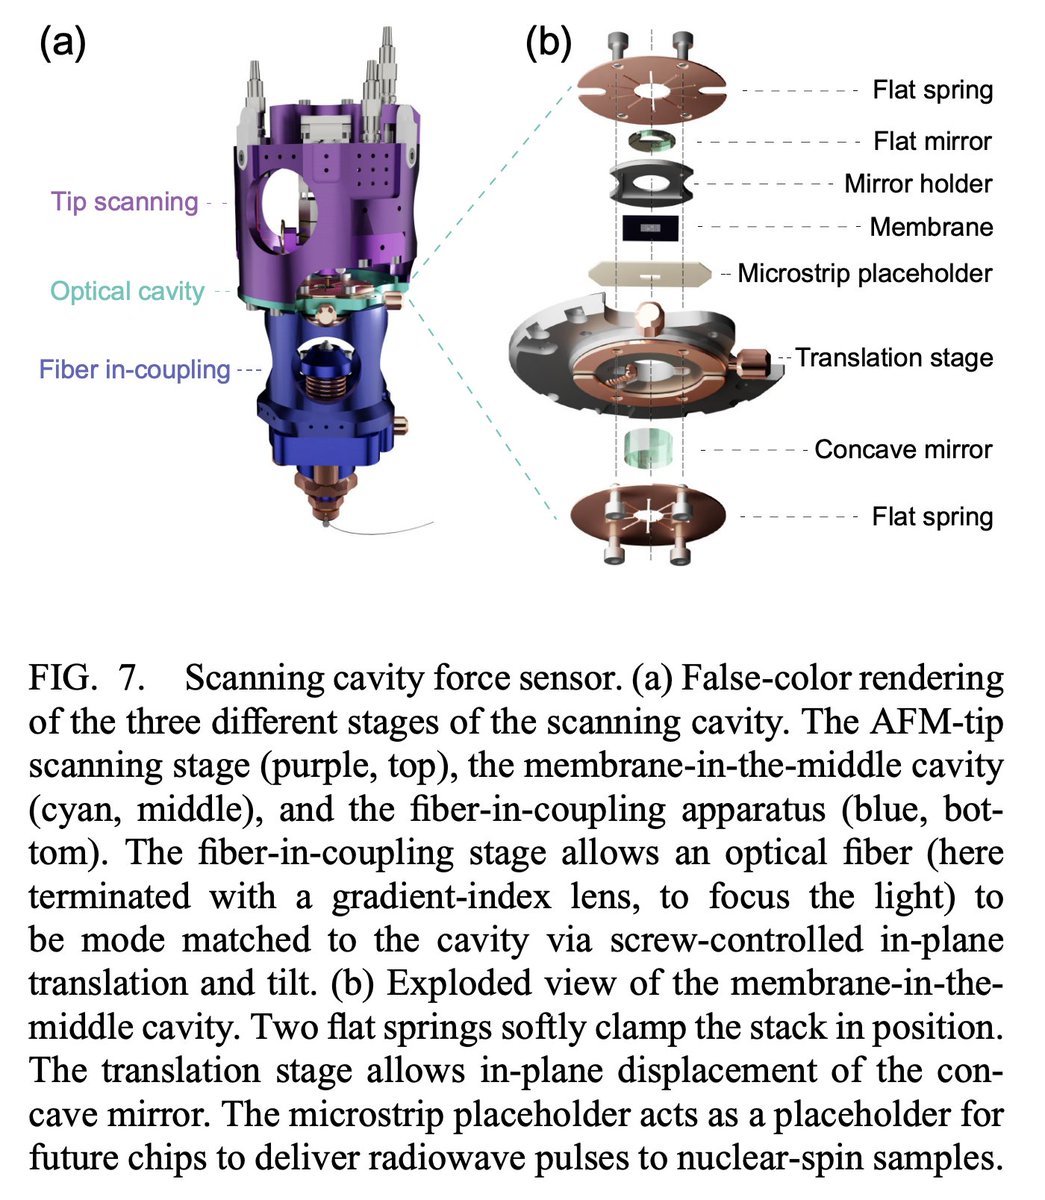 (a)
(b)
Flat spring
Flat mirror
Mirror holder
Tip scanning
Membrane
Microstrip placeholder
Optical cavity
Translation stage
Fiber in-coupling
Concave mirror
Flat spring
FIG. 7. Scanning cavity force sensor. (a) False-color rendering
of the three different stages of the scanning cavity. The AFM-tip
scanning stage (purple, top), the membrane-in-the-middle cavity
(cyan, middle), and the fiber-in-coupling apparatus (blue, bot-
tom). The fiber-in-coupling stage allows an optical fiber (here
terminated with a gradient-index lens, to focus the light) to
be mode matched to the cavity via screw-controlled in-plane
translation and tilt. (b) Exploded view of the membrane-in-the-
middle cavity. Two flat springs softly clamp the stack in position.
The translation stage allows in-plane displacement of the con-
cave mirror. The microstrip placeholder acts as a placeholder for
future chips to deliver radiowave pulses to nuclear-spin samples.